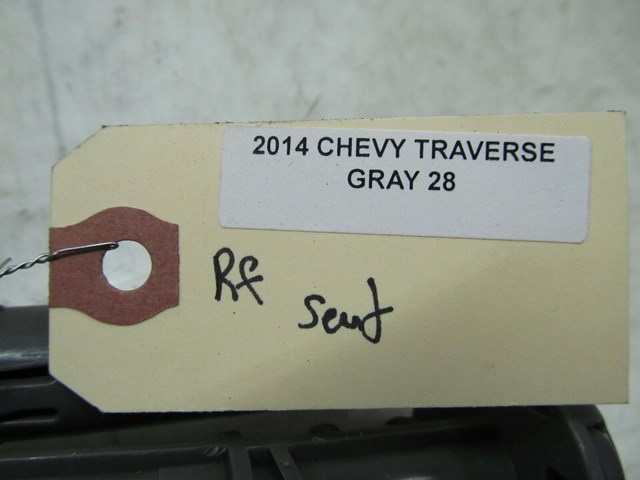 2014 CHEVY TRAVERSE
GRAY 28
Rf
Seat